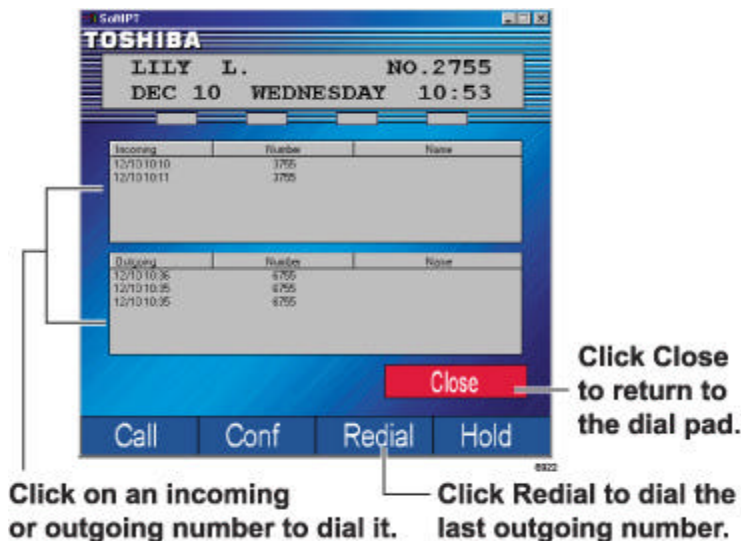 SoftIPT
TOSHIBA
LILY L. NO.2755
DEC 10 WEDNESDAY 10:53
Incoming Number Name
12/10 10:10 3755
12/10 10:11 3755
Outgoing Number Name
12/10 10:36 6755
12/10 10:35 6755
12/10 10:35 6755
Close
Click Close
to return to
the dial pad.
Call Conf Redial Hold
6922
Click on an incoming
or outgoing number to dial it.
Click Redial to dial the
last outgoing number.